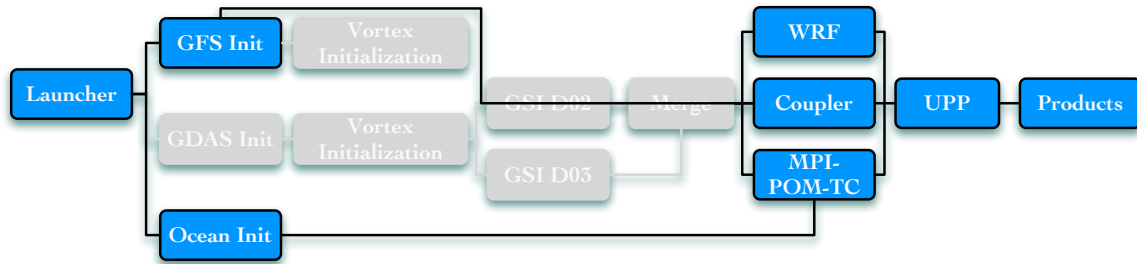 GFS Init
Vortex
Initialization
WRF
Launcher
GSI D02
Merge
Coupler
UPP
Products
GDAS Init
Vortex
Initialization
GSI D03
MPI-
POM-TC
Ocean Init